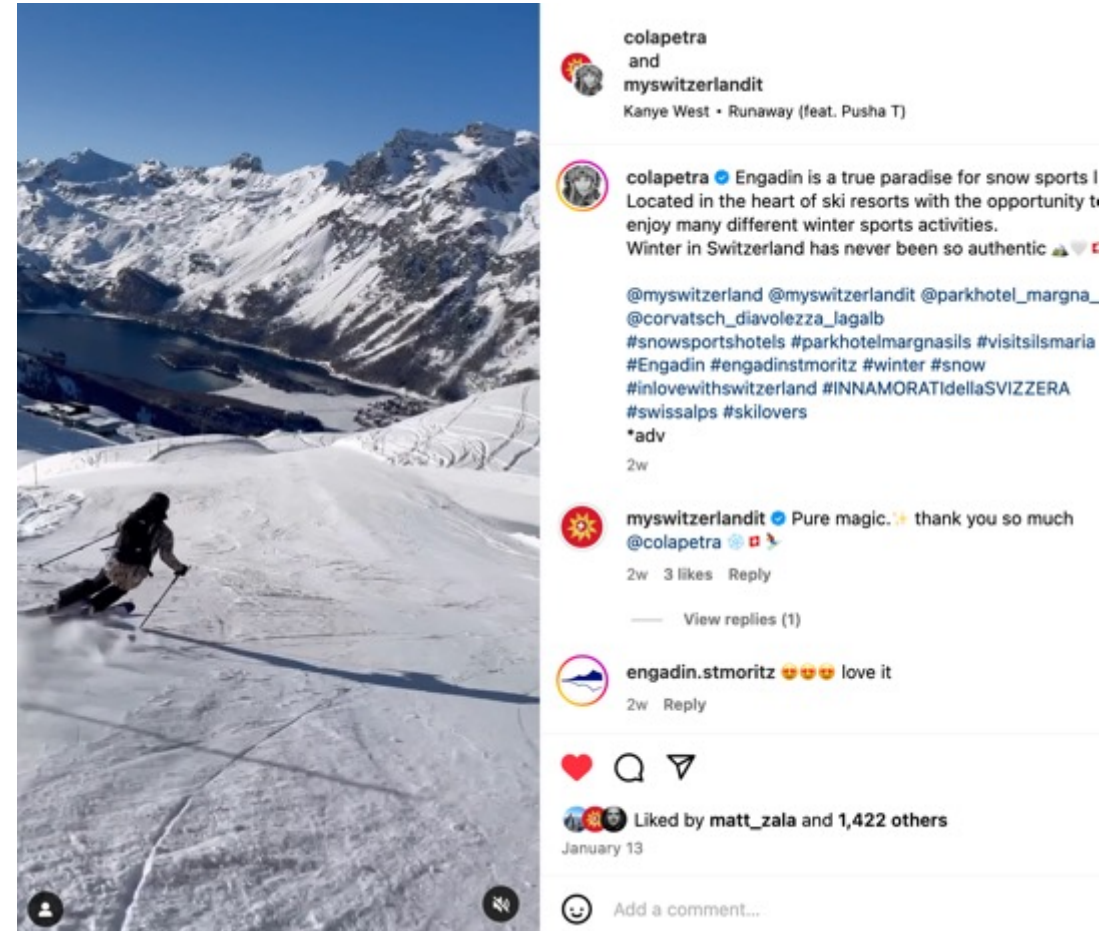 colapetra
and
myswitzerlandit
Kanye West • Runaway (feat. Pusha T)
colapetra Engadin is a true paradise for snow sports l
Located in the heart of ski resorts with the opportunity t
enjoy many different winter sports activities.
Winter in Switzerland has never been so authentic 🏔️🤍🇨🇭
@myswitzerland @myswitzerlandit @parkhotel_margna_
@corvatsch_diavolezza_lagalb
#snowsportshotels #parkhotelmargnasils #visitsilsmaria
#Engadin #engadinstmoritz #winter #snow
#inlovewithswitzerland #INNAMORATIdellaSVIZZERA
#swissalps #skilovers
*adv
2w
myswitzerlandit Pure magic.✨ thank you so much
@colapetra ❄️🇨🇭⛷️
2w 3 likes Reply
View replies (1)
engadin.stmoritz 😍😍😍 love it
2w Reply
Liked by matt_zala and 1,422 others
January 13
Add a comment...